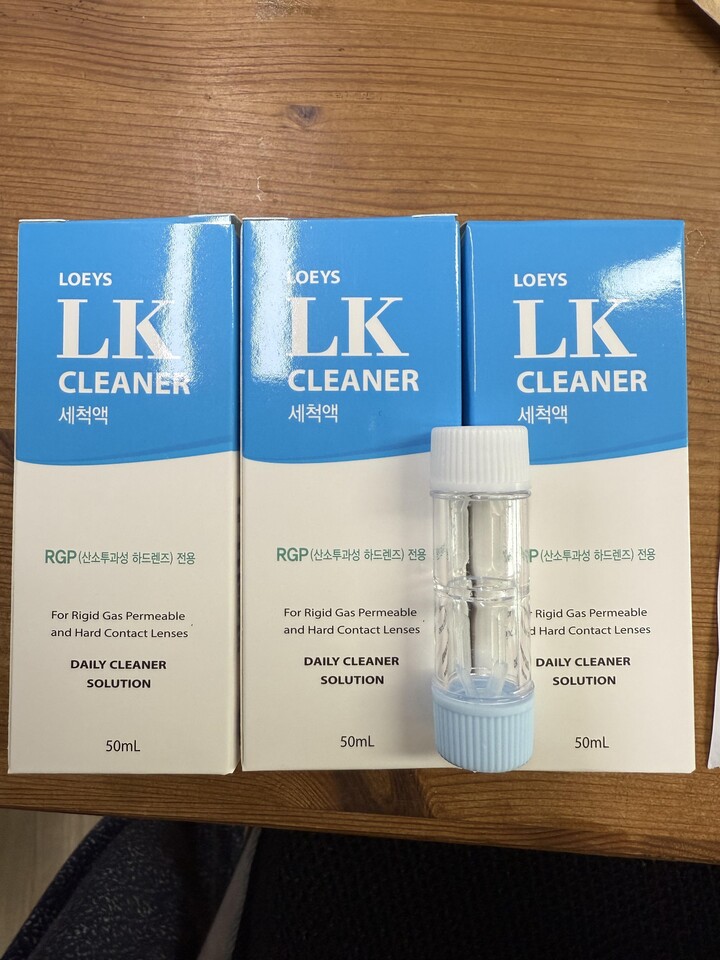 LOEYS
LK
CLEANER
세척액
RGP (산소투과성 하드렌즈) 전용
For Rigid Gas Permeable
and Hard Contact Lenses
DAILY CLEANER
SOLUTION
50mL
LOEYS
LK
CLEANER
세척액
RGP (산소투과성 하드렌즈) 전용
For Rigid Gas Permeable
and Hard Contact Lenses
DAILY CLEANER
SOLUTION
50mL
LOEYS
LK
CLEANER
세척액
(산소투과성 하드렌즈) 전용
Rigid Gas Permeable
Hard Contact Lenses
DAILY CLEANER
SOLUTION
50mL